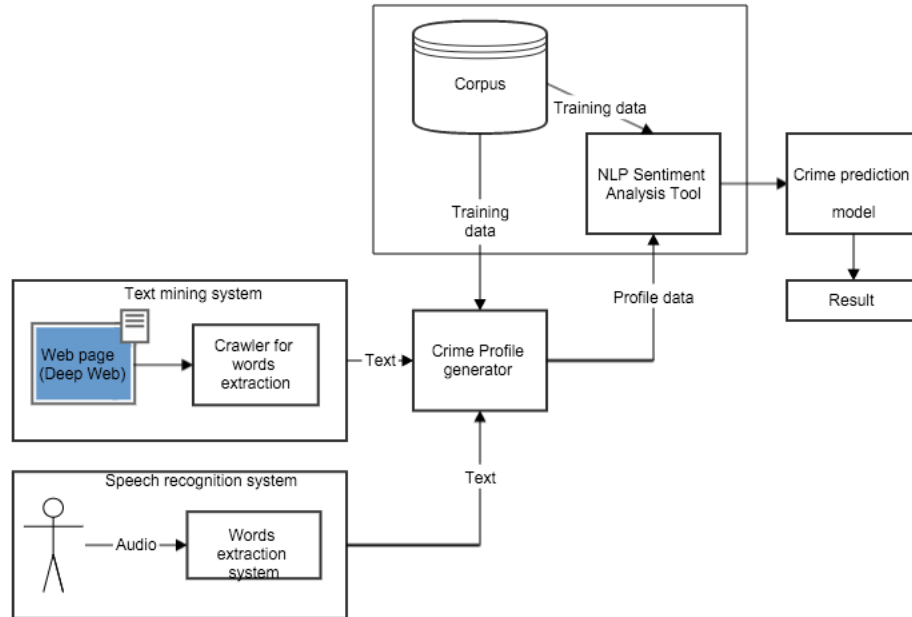 Corpus
Training data
NLP Sentiment
Analysis Tool
Crime prediction
model
Training
data
Result
Profile data
Text mining system
Web page
(Deep Web)
Crawler for
words
extraction
Text
Crime Profile
generator
Text
Speech recognition system
Audio
Words
extraction
system